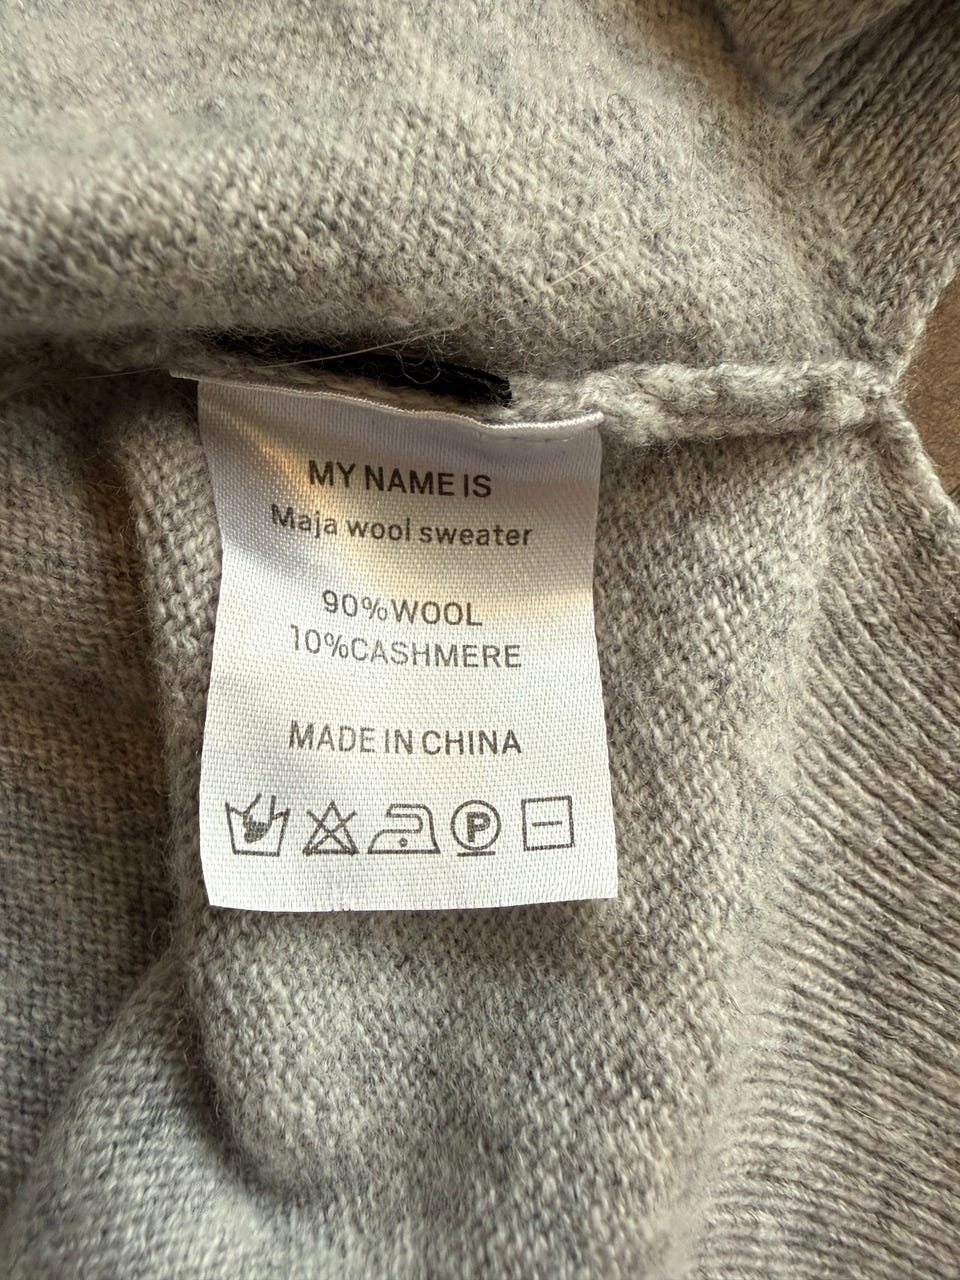 MY NAME IS
Maja wool sweater
90%WOOL
10%CASHMERE
MADE IN CHINA
P